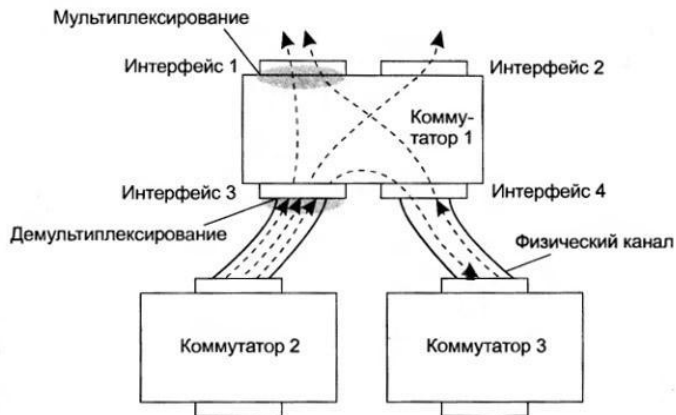 Мультиплексирование
Интерфейс 1
Интерфейс 2
Комму-
татор 1
Интерфейс 3
Интерфейс 4
Демультиплексирование
Физический канал
Коммутатор 2
Коммутатор 3